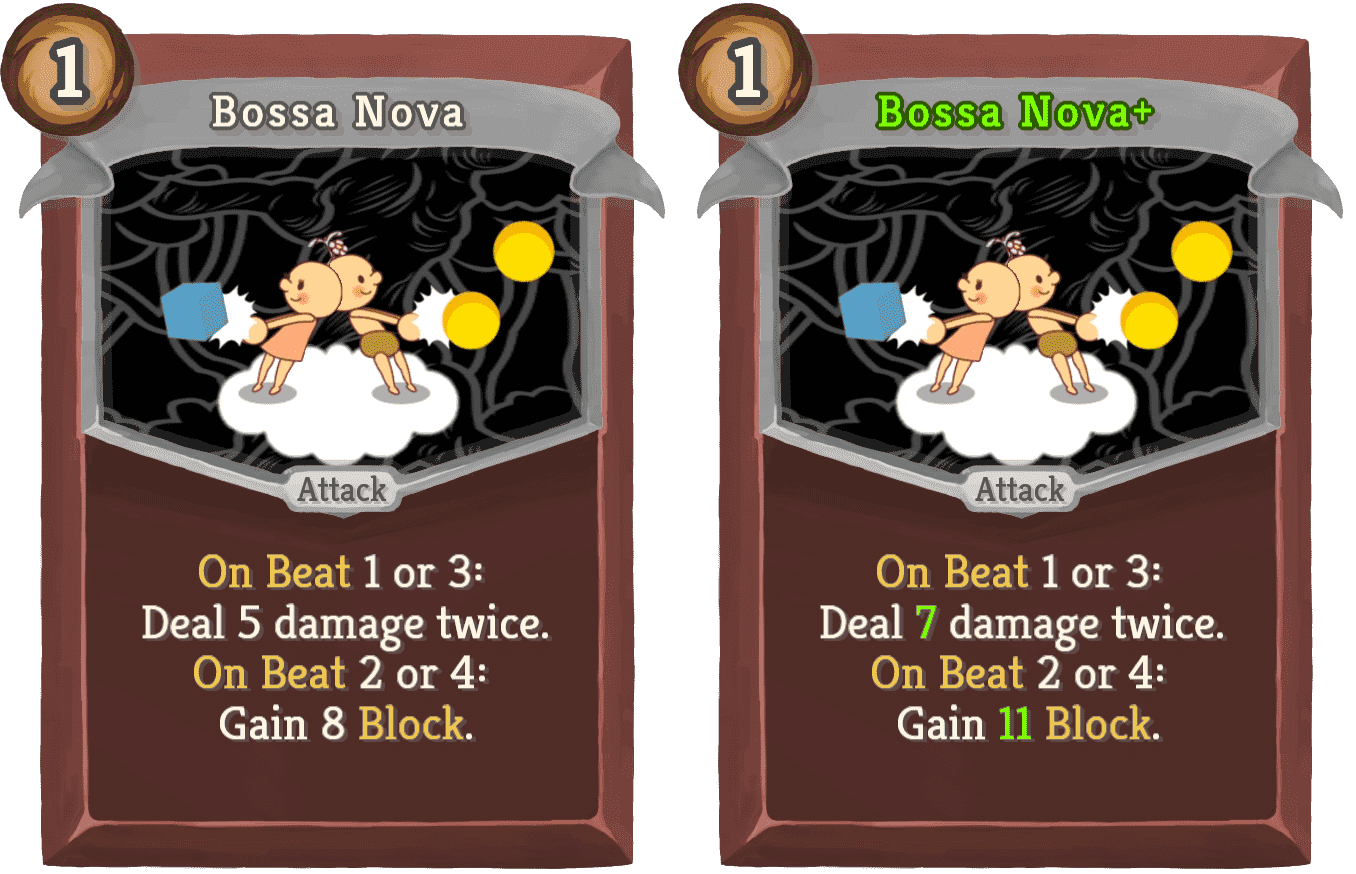 1
Bossa Nova
Attack
On Beat 1 or 3:
Deal 5 damage twice.
On Beat 2 or 4:
Gain 8 Block.
1
Bossa Nova+
Attack
On Beat 1 or 3:
Deal 7 damage twice.
On Beat 2 or 4:
Gain 11 Block.